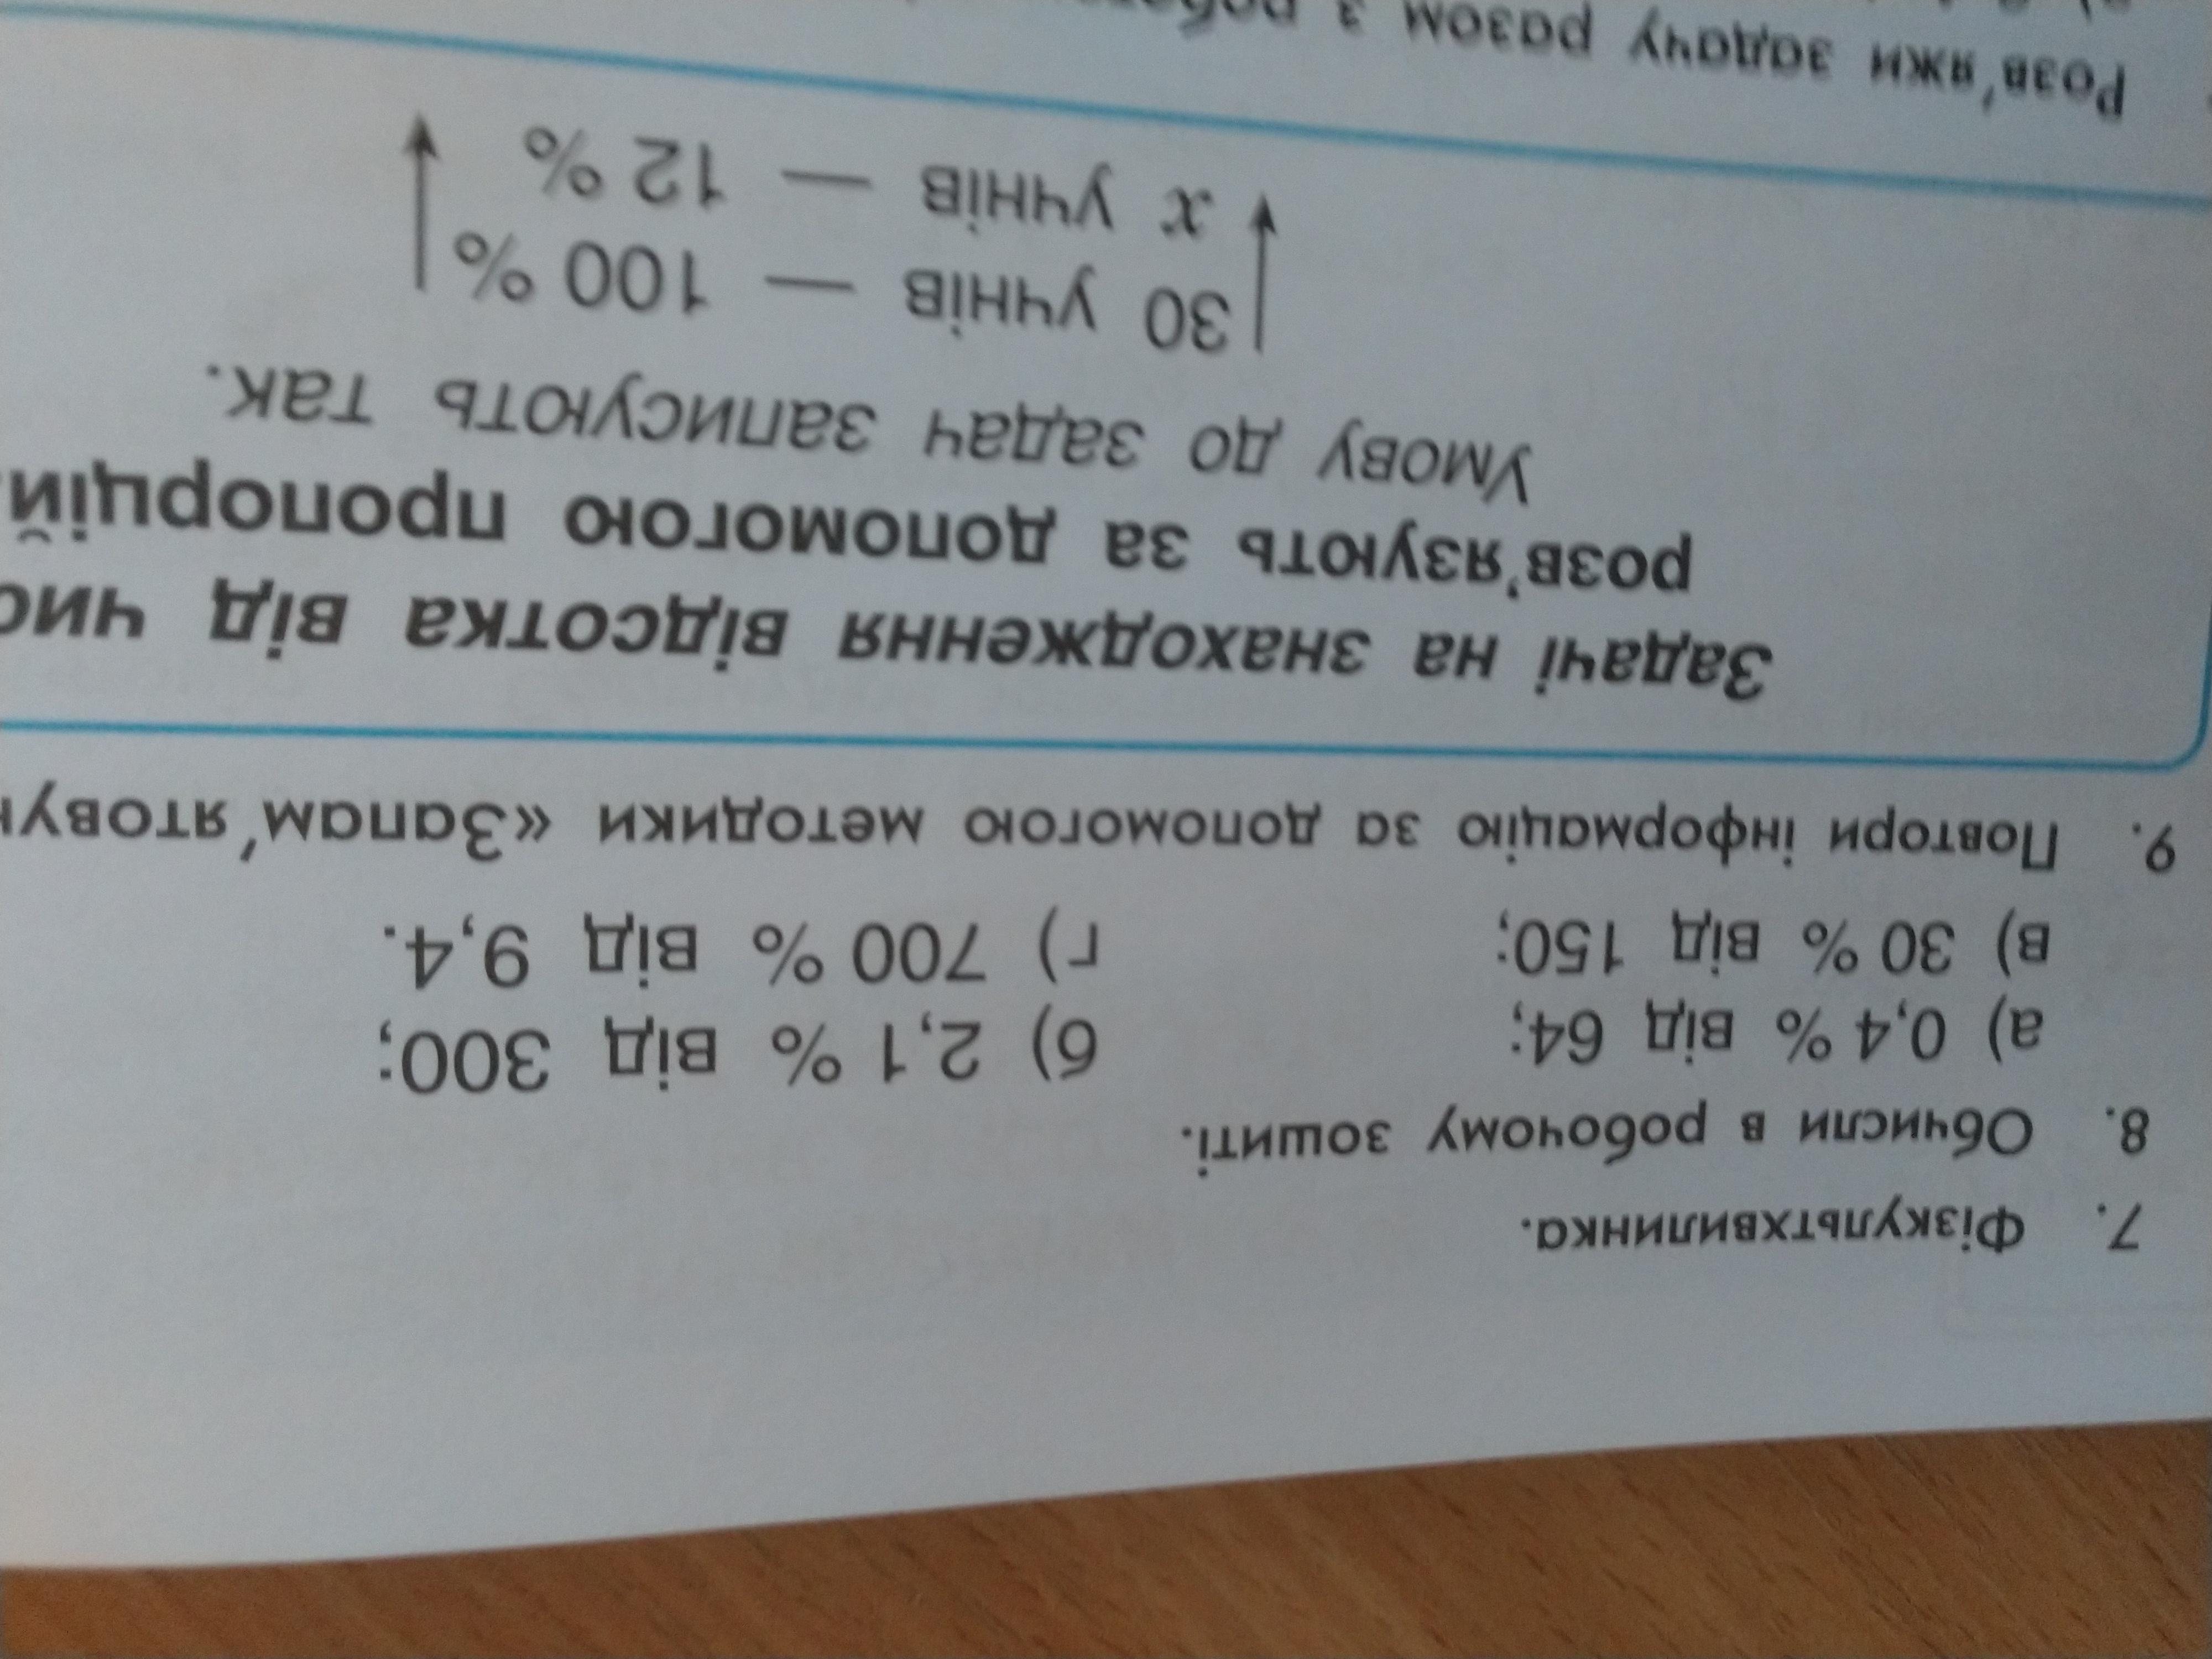 7. Фізкультхвилинка.
8. Обчисли в робочому зошиті.
а) 0,4 % від 64; б) 2,1 % від 300;
в) 30 % від 150; г) 700 % від 9,4.
9. Повтори інформацію за допомогою методики «Запам'ятову
Задачі на знаходження відсотка від чис
розв'язують за допомогою пропорцій
Умову до задач записують так.
30 учнів — 100 %
x учнів — 12 %
Розв'яжи задачу разом з